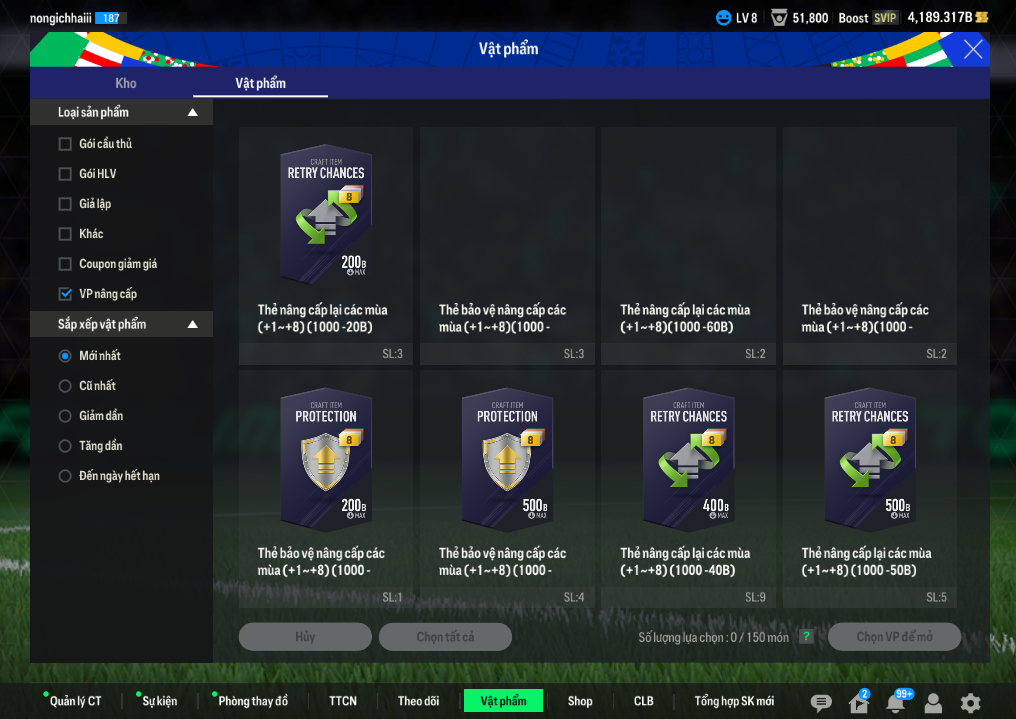 nongichhaiii 187
LV 8 51,800 Boost SVIP 4,189.317B
Vật phẩm
Kho Vật phẩm
Loại sản phẩm
Gói cầu thủ
Gói HLV
Giả lập
Khác
Coupon giảm giá
VP nâng cấp
Sắp xếp vật phẩm
Mới nhất
Cũ nhất
Giảm dần
Tăng dần
Đến ngày hết hạn
CRAFT ITEM
RETRY CHANCES
8
200B
MAX
Thẻ nâng cấp lại các mùa
(+1~+8) (1000 -20B)
SL:3
Thẻ bảo vệ nâng cấp các
mùa (+1~+8)(1000 -
SL:3
Thẻ nâng cấp lại các mùa
(+1~+8)(1000 -60B)
SL:2
Thẻ bảo vệ nâng cấp các
mùa (+1~+8)(1000 -
SL:2
CRAFT ITEM
PROTECTION
8
200B
MAX
Thẻ bảo vệ nâng cấp các
mùa (+1~+8) (1000 -
SL:1
CRAFT ITEM
PROTECTION
8
500B
MAX
Thẻ bảo vệ nâng cấp các
mùa (+1~+8) (1000 -
SL:4
CRAFT ITEM
RETRY CHANCES
8
400B
MAX
Thẻ nâng cấp lại các mùa
(+1~+8) (1000 -40B)
SL:9
CRAFT ITEM
RETRY CHANCES
8
500B
MAX
Thẻ nâng cấp lại các mùa
(+1~+8) (1000 -50B)
SL:5
Hủy Chọn tất cả Số lượng lựa chọn : 0 / 150 món ? Chọn VP để mở
Quản lý CT Sự kiện Phòng thay đồ TTCN Theo dõi Vật phẩm Shop CLB Tổng hợp SK mới 2 99+